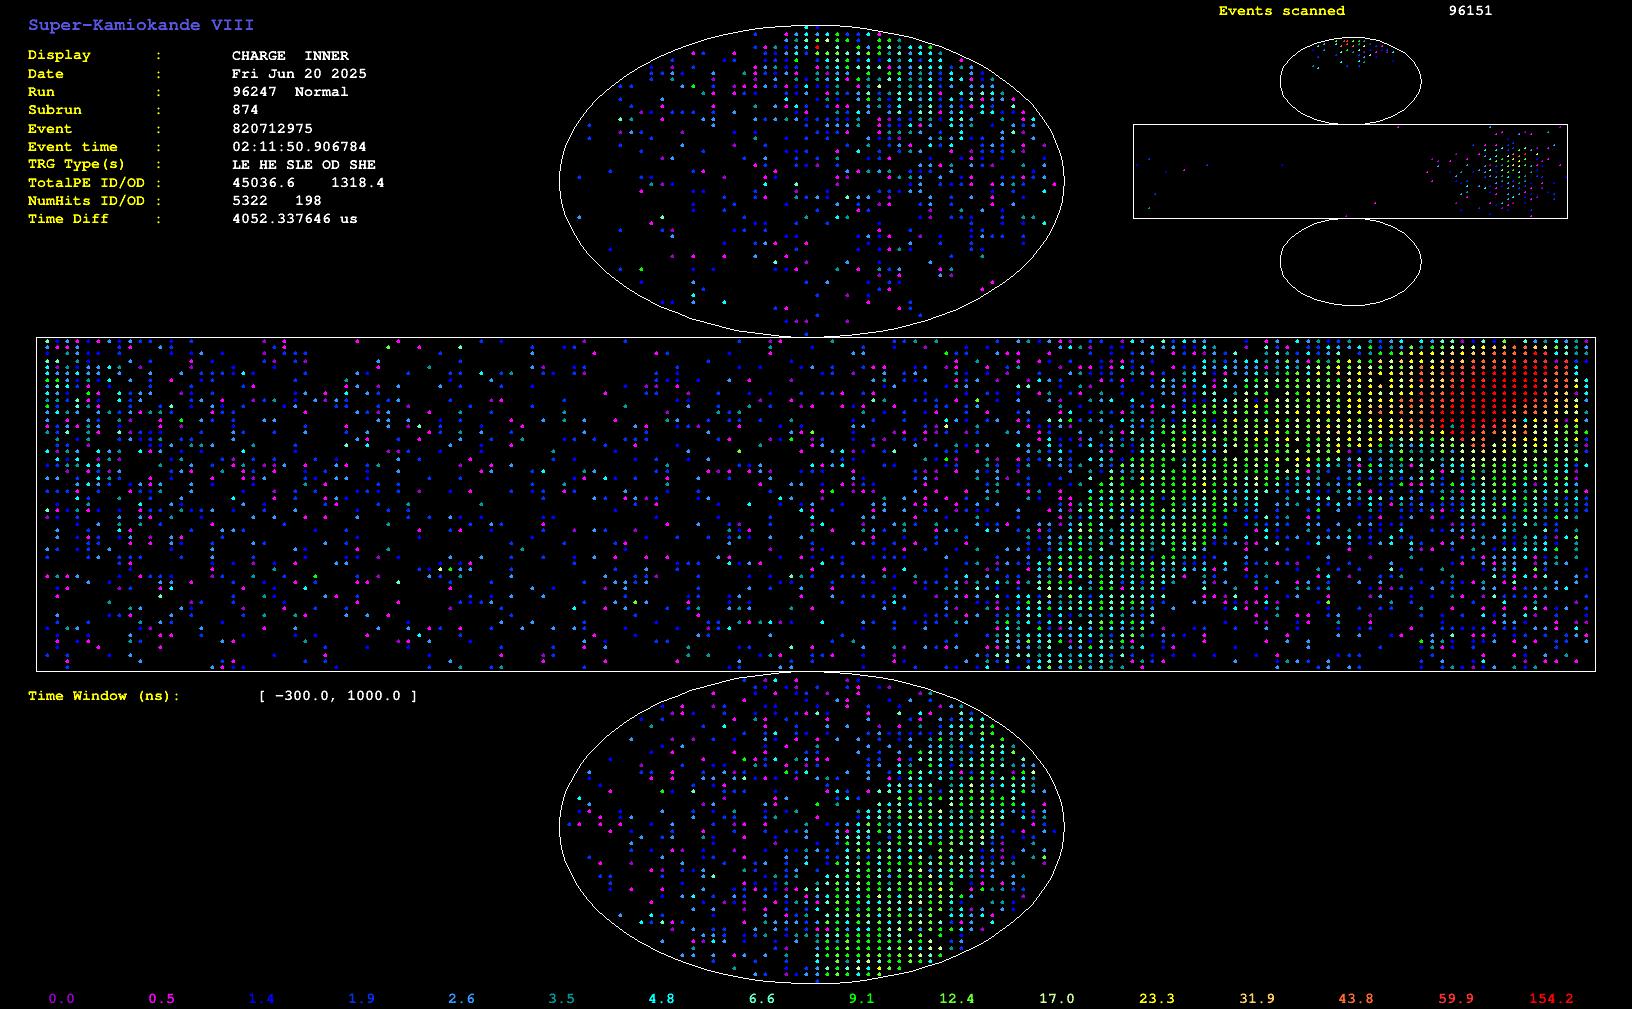 Super-Kamiokande VIII
Events scanned 96151
Display : CHARGE INNER
Date : Fri Jun 20 2025
Run : 96247 Normal
Subrun : 874
Event : 820712975
Event time : 02:11:50.906784
TRG Type(s) : LE HE SLE OD SHE
TotalPE ID/OD : 45036.6 1318.4
NumHits ID/OD : 5322 198
Time Diff : 4052.337646 us
Time Window (ns): [ −300.0, 1000.0 ]
0.0 0.5 1.4 1.9 2.6 3.5 4.8 6.6 9.1 12.4 17.0 23.3 31.9 43.8 59.9 154.2